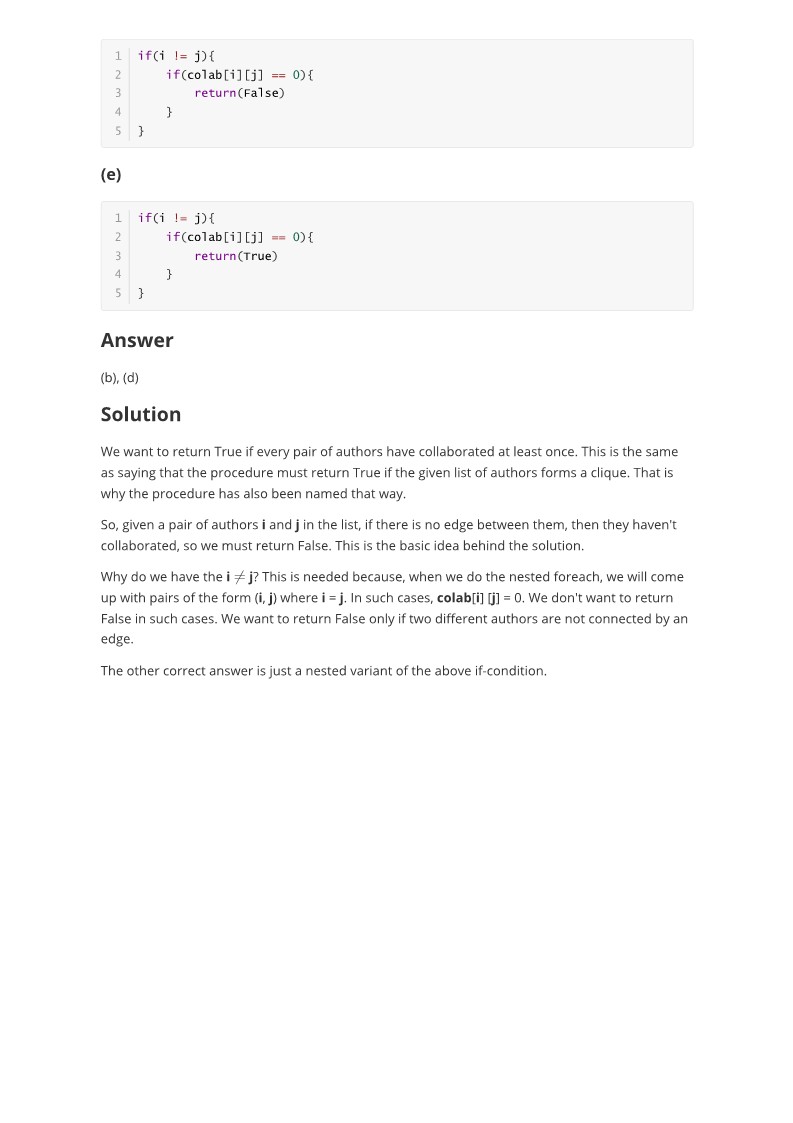 1 if(i != j){
2     if(colab[i][j] == 0){
3         return(False)
4     }
5 }
(e)
1 if(i != j){
2     if(colab[i][j] == 0){
3         return(True)
4     }
5 }
Answer
(b), (d)
Solution
We want to return True if every pair of authors have collaborated at least once. This is the same
as saying that the procedure must return True if the given list of authors forms a clique. That is
why the procedure has also been named that way.
So, given a pair of authors i and j in the list, if there is no edge between them, then they haven't
collaborated, so we must return False. This is the basic idea behind the solution.
Why do we have the i ≠ j? This is needed because, when we do the nested foreach, we will come
up with pairs of the form (i, j) where i = j. In such cases, colab[i] [j] = 0. We don't want to return
False in such cases. We want to return False only if two different authors are not connected by an
edge.
The other correct answer is just a nested variant of the above if-condition.